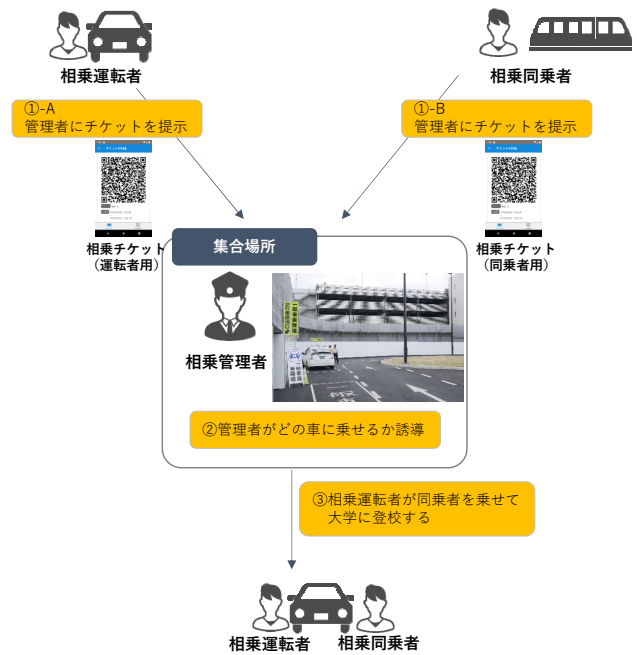 相乗運転者
相乗同乗者
①-A
管理者にチケットを提示
①-B
管理者にチケットを提示
相乗チケット
(運転者用)
相乗チケット
(同乗者用)
集合場所
相乗管理者
②管理者がどの車に乗せるか誘導
③相乗運転者が同乗者を乗せて
大学に登校する
相乗運転者
相乗同乗者